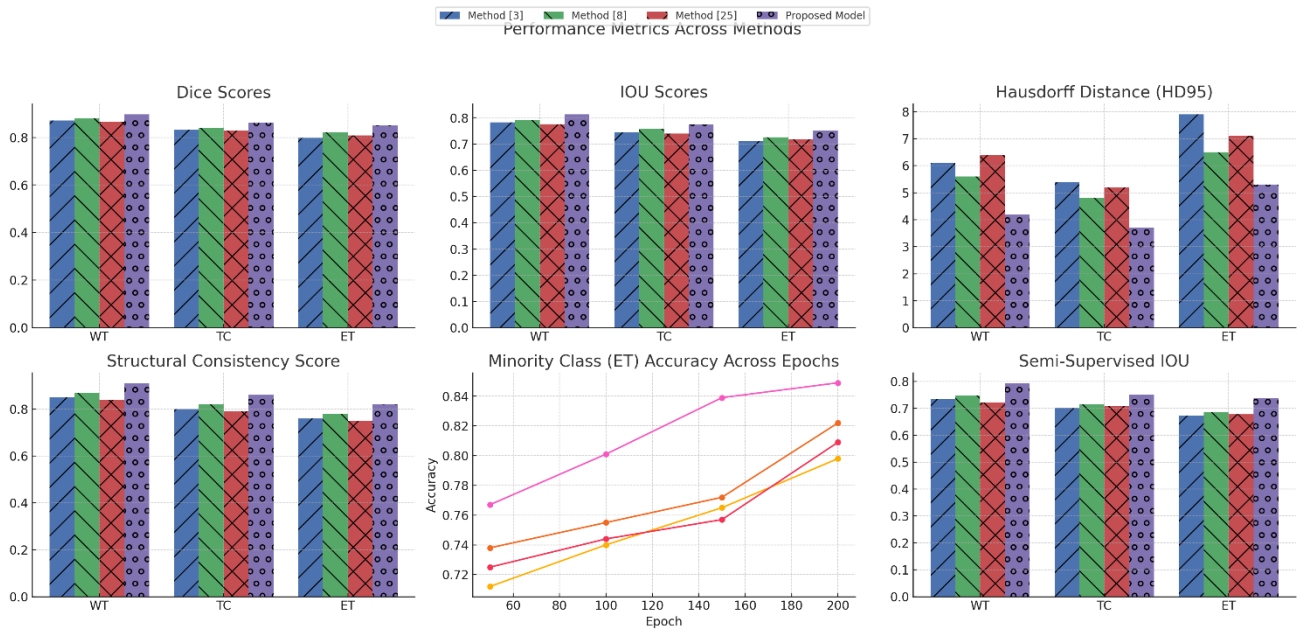 Method [3] Method [8] Method [25] Proposed Model
Performance Metrics Across Methods
Dice Scores
0.8
0.6
0.4
0.2
0.0
WT TC ET
IOU Scores
0.8
0.7
0.6
0.5
0.4
0.3
0.2
0.1
0.0
WT TC ET
Hausdorff Distance (HD95)
8
7
6
5
4
3
2
1
0
WT TC ET
Structural Consistency Score
0.8
0.6
0.4
0.2
0.0
WT TC ET
Minority Class (ET) Accuracy Across Epochs
Accuracy
0.84
0.82
0.80
0.78
0.76
0.74
0.72
60 80 100 120 140 160 180 200
Epoch
Semi-Supervised IOU
0.8
0.7
0.6
0.5
0.4
0.3
0.2
0.1
0.0
WT TC ET